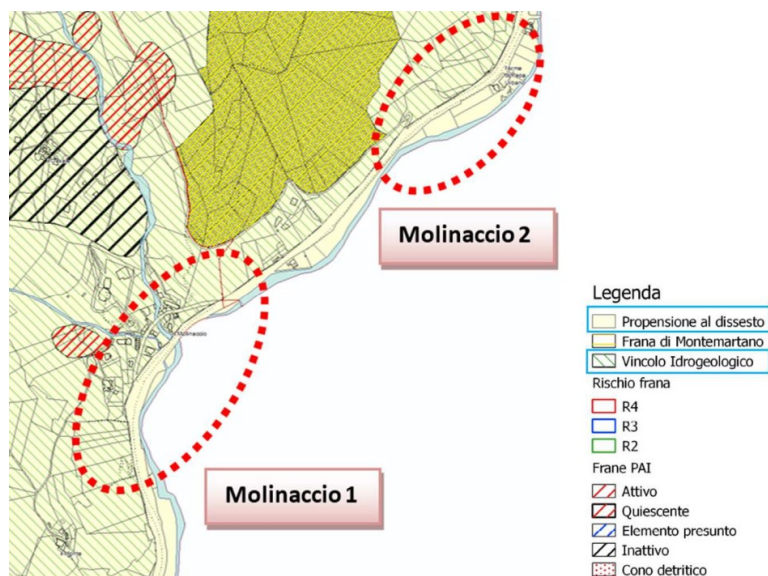 Molinaccio 2
Molinaccio
Molinaccio 1
Legenda
Propensione al dissesto
Frana di Montemartano
Vincolo Idrogeologico
Rischio frana
R4
R3
R2
Frane PAI
Attivo
Quiescente
Elemento presunto
Inattivo
Cono detritico